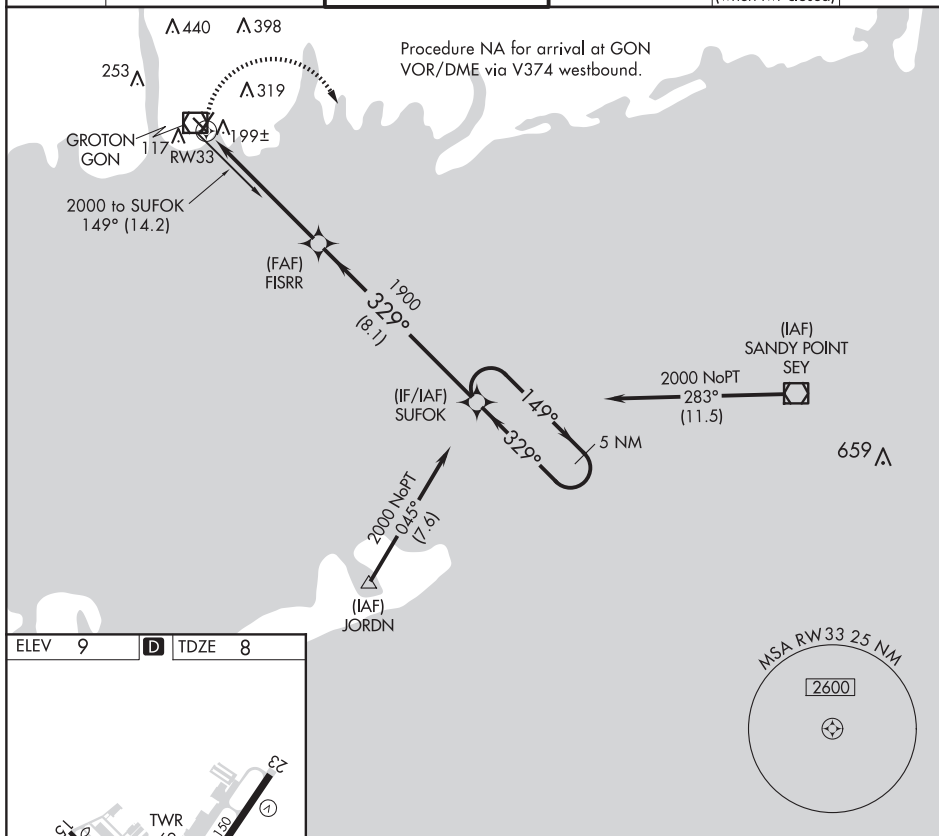 440
398
Procedure NA for arrival at GON
VOR/DME via V374 westbound.
253
319
GROTON
GON
117
199±
RW33
2000 to SUFOK
149° (14.2)
(FAF)
FISRR
1900
329°
(8.1)
(IAF)
SANDY POINT
SEY
(IF/IAF)
SUFOK
2000 NoPT
283°
(11.5)
149°
329°
5 NM
659
2000 NoPT
045°
(7.6)
(IAF)
JORDN
MSA RW33 25 NM
2600
ELEV 9
D
TDZE 8
23
V
TWR
15
150